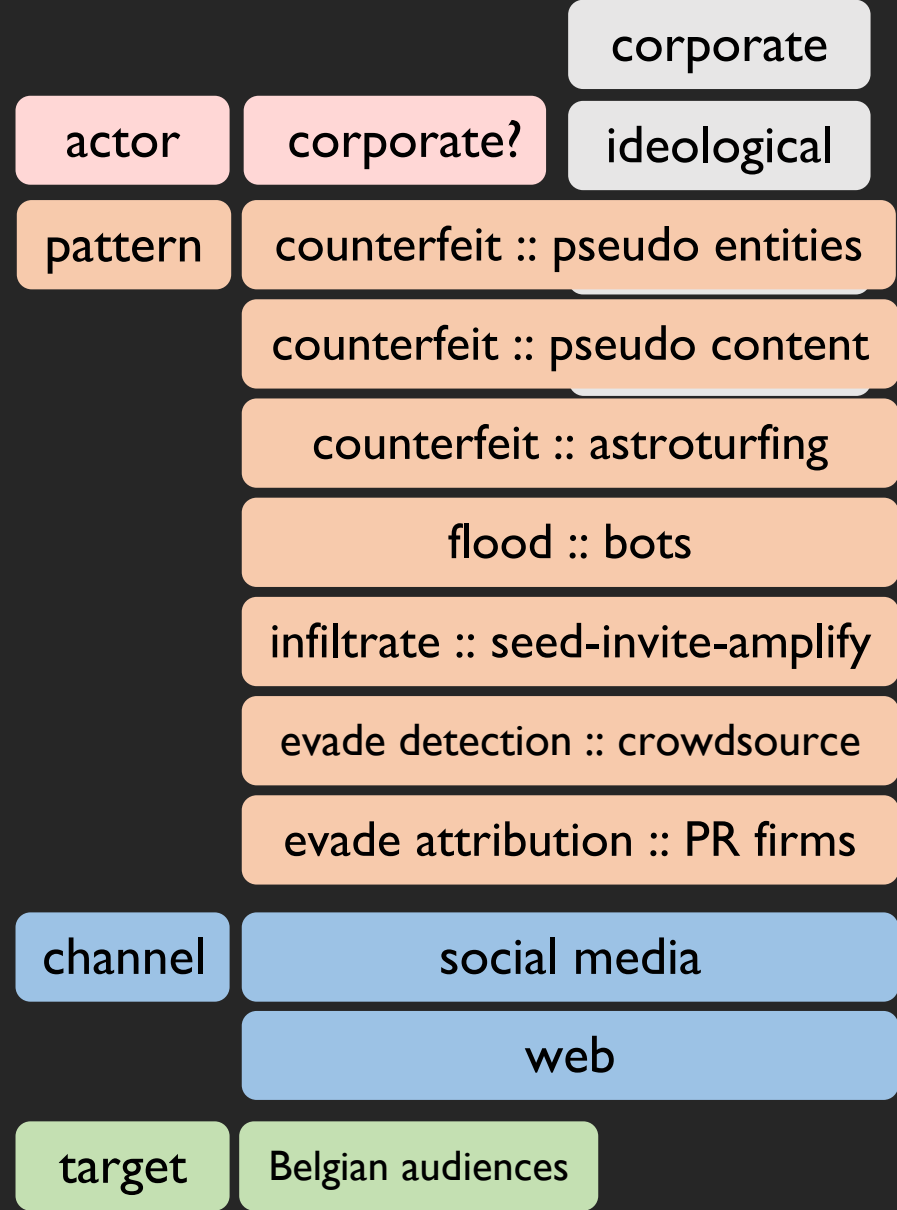 corporate
actor corporate? ideological
pattern counterfeit :: pseudo entities
counterfeit :: pseudo content
counterfeit :: astroturfing
flood :: bots
infiltrate :: seed-invite-amplify
evade detection :: crowdsource
evade attribution :: PR firms
channel social media
web
target Belgian audiences